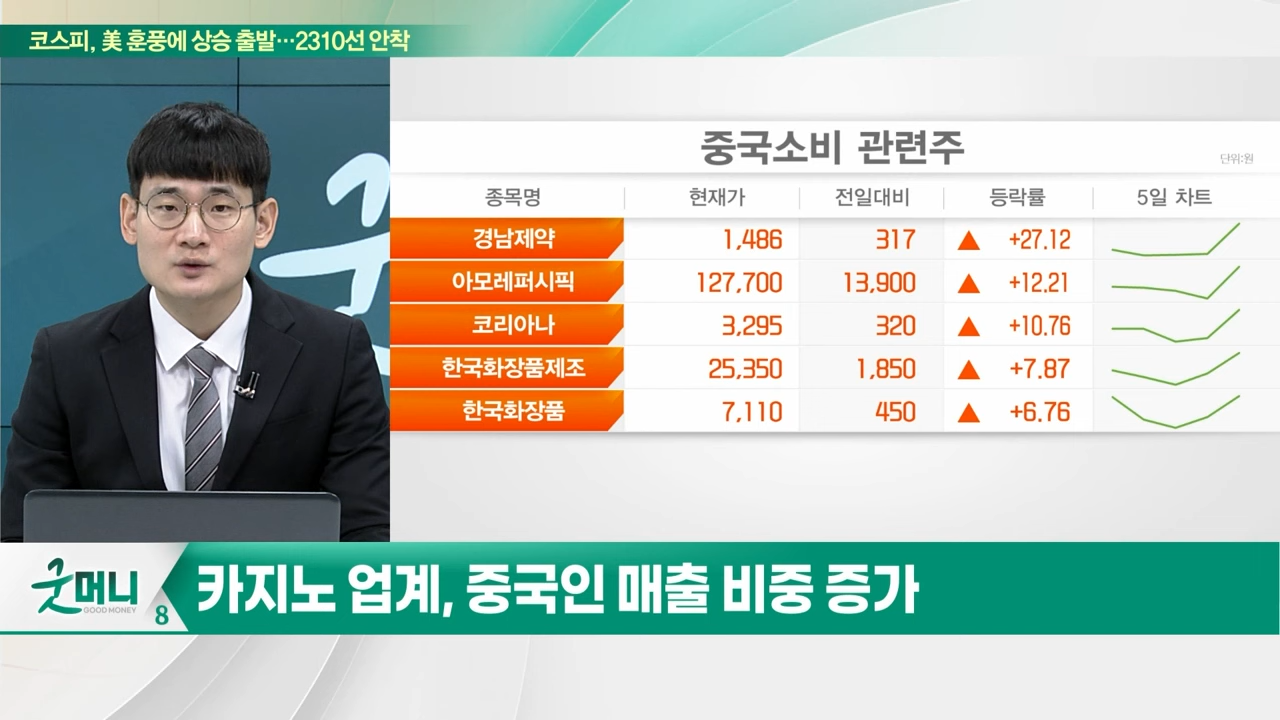 코스피, 美 훈풍에 상승 출발…2310선 안착
중국소비 관련주
단위:원
종목명 현재가 전일대비 등락률 5일 차트
경남제약 1,486 317 ▲ +27.12
아모레퍼시픽 127,700 13,900 ▲ +12.21
코리아나 3,295 320 ▲ +10.76
한국화장품제조 25,350 1,850 ▲ +7.87
한국화장품 7,110 450 ▲ +6.76
굿머니
GOOD MONEY
8
카지노 업계, 중국인 매출 비중 증가